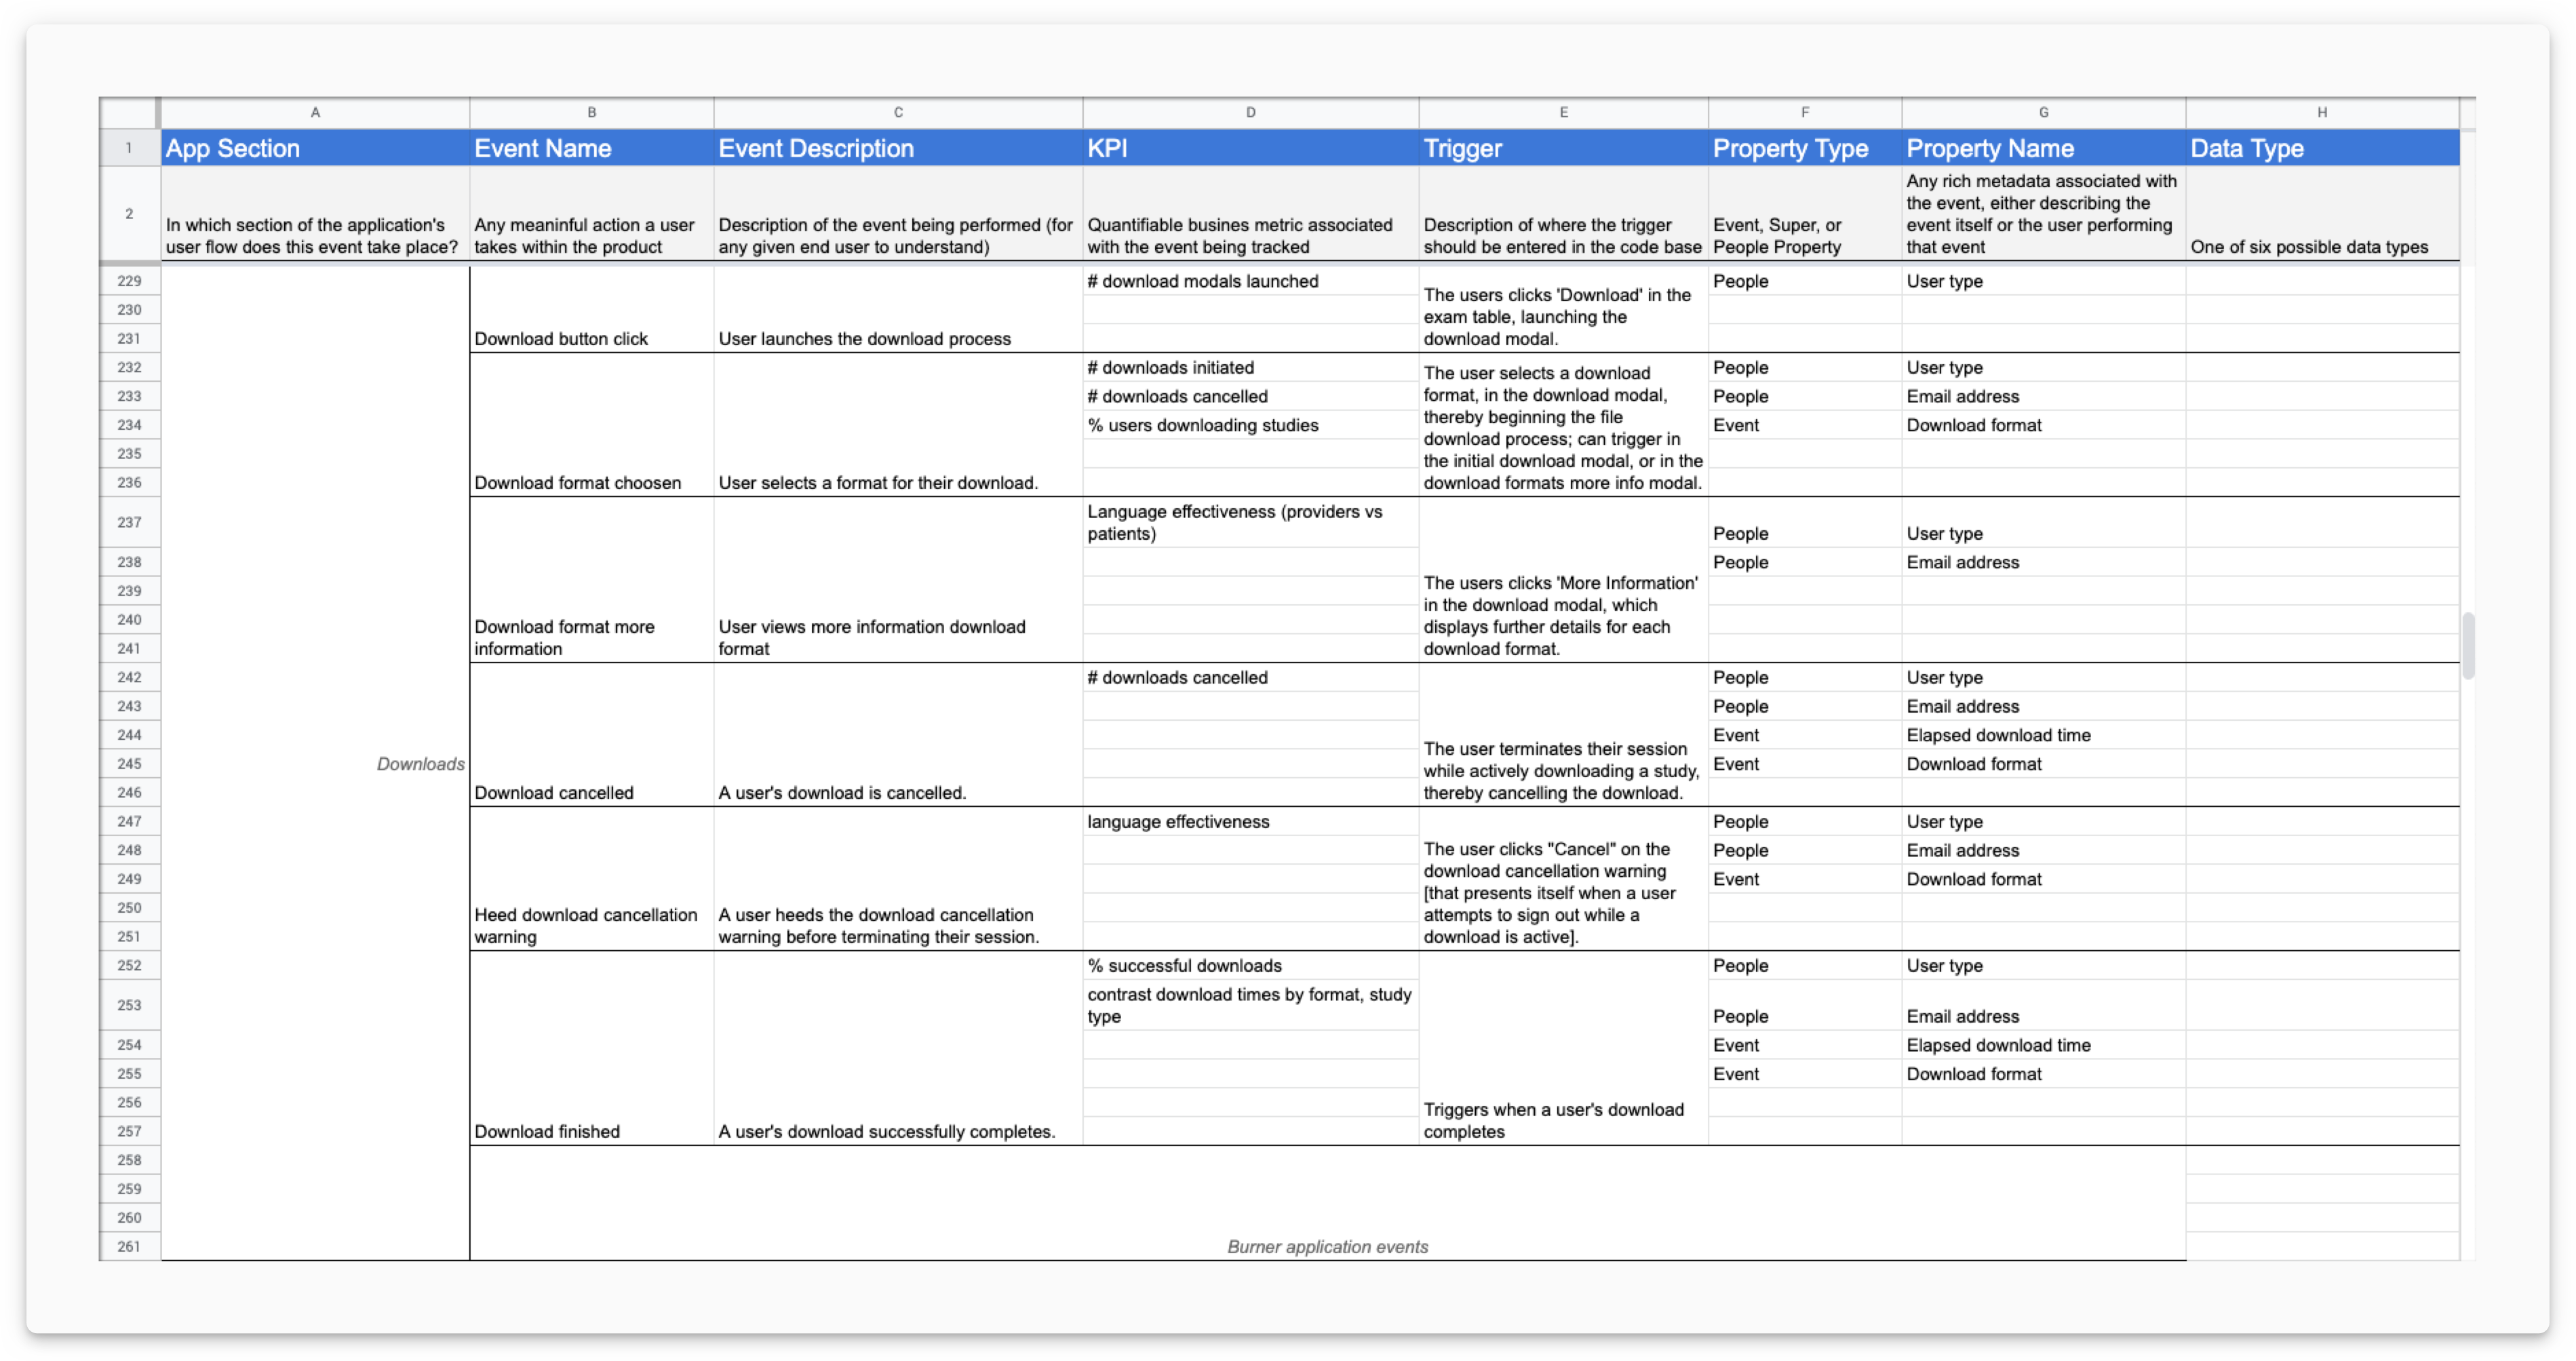 A B C D E F G H
1 App Section Event Name Event Description KPI Trigger Property Type Property Name Data Type
2
In which section of the application's
user flow does this event take place?
Any meaninful action a user
takes within the product
Description of the event being performed (for
any given end user to understand)
Quantifiable busines metric associated
with the event being tracked
Description of where the trigger
should be entered in the code base
Event, Super, or
People Property
Any rich metadata associated with
the event, either describing the
event itself or the user performing
that event
One of six possible data types
Downloads
229 # download modals launched People User type
230
231
Download button click
User launches the download process
The users clicks 'Download' in the
exam table, launching the
download modal.
232 # downloads initiated People User type
233 # downloads cancelled People Email address
234 % users downloading studies Event Download format
235
236
Download format choosen
User selects a format for their download.
The user selects a download
format, in the download modal,
thereby beginning the file
download process; can trigger in
the initial download modal, or in the
download formats more info modal.
237
Language effectiveness (providers vs
patients)
People User type
238 People Email address
239
240
241
Download format more
information
User views more information download
format
The users clicks 'More Information'
in the download modal, which
displays further details for each
download format.
242 # downloads cancelled People User type
243 People Email address
244 Event Elapsed download time
245 Event Download format
246
Download cancelled
A user's download is cancelled.
The user terminates their session
while actively downloading a study,
thereby cancelling the download.
247 language effectiveness People User type
248 People Email address
249 Event Download format
250
251
Heed download cancellation
warning
A user heeds the download cancellation
warning before terminating their session.
The user clicks "Cancel" on the
download cancellation warning
[that presents itself when a user
attempts to sign out while a
download is active].
252 % successful downloads People User type
253
contrast download times by format, study
type
People Email address
254 Event Elapsed download time
255 Event Download format
256
257
Download finished
A user's download successfully completes.
Triggers when a user's download
completes
258
259
260
261
Burner application events